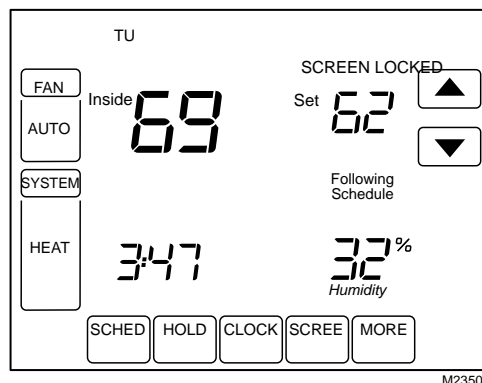 TU
SCREEN LOCKED
FAN
Inside 69
Set 62
AUTO
SYSTEM
Following
Schedule
HEAT
3:47
32%
Humidity
SCHED HOLD CLOCK SCREE MORE
M2350